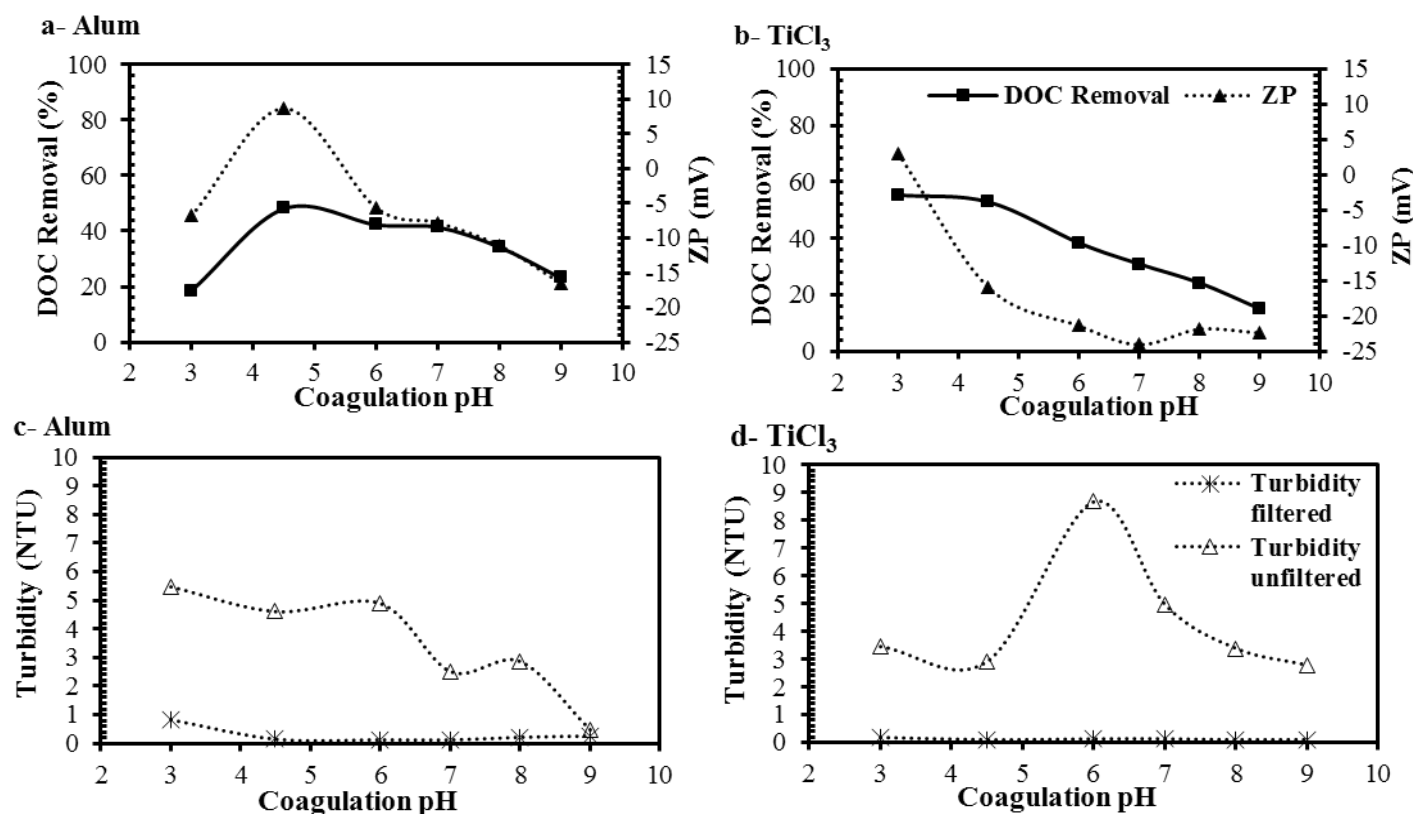 a- Alum
100
80
60
40
20
0
DOC Removal (%)
15
10
5
0
-5
-10
-15
-20
-25
ZP (mV)
2 3 4 5 6 7 8 9 10
Coagulation pH
b- TiCl₃
DOC Removal ZP
100
80
60
40
20
0
DOC Removal (%)
15
10
5
0
-5
-10
-15
-20
-25
ZP (mV)
2 3 4 5 6 7 8 9 10
Coagulation pH
c- Alum
10
9
8
7
6
5
4
3
2
1
0
Turbidity (NTU)
2 3 4 5 6 7 8 9 10
Coagulation pH
d- TiCl₃
10
9
8
7
6
5
4
3
2
1
0
Turbidity (NTU)
Turbidity
filtered
Turbidity
unfiltered
2 3 4 5 6 7 8 9 10
Coagulation pH